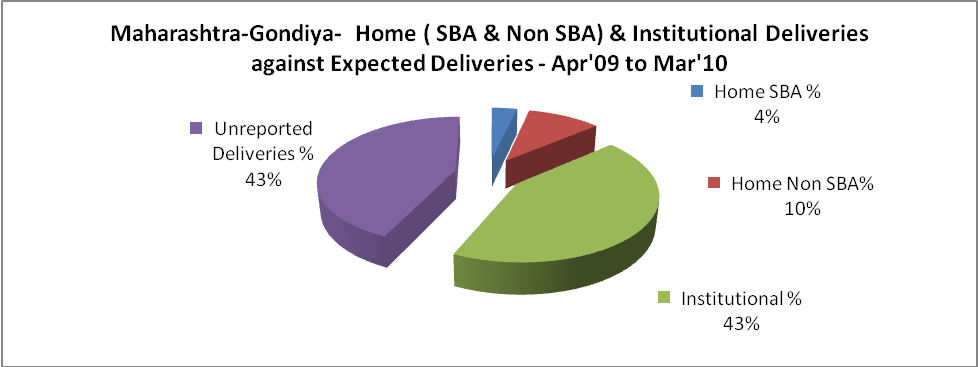 Maharashtra-Gondiya-  Home ( SBA & Non SBA) & Institutional Deliveries
against Expected Deliveries - Apr'09 to Mar'10
Home SBA %
4%
Unreported
Deliveries %
43%
Home Non SBA%
10%
Institutional %
43%